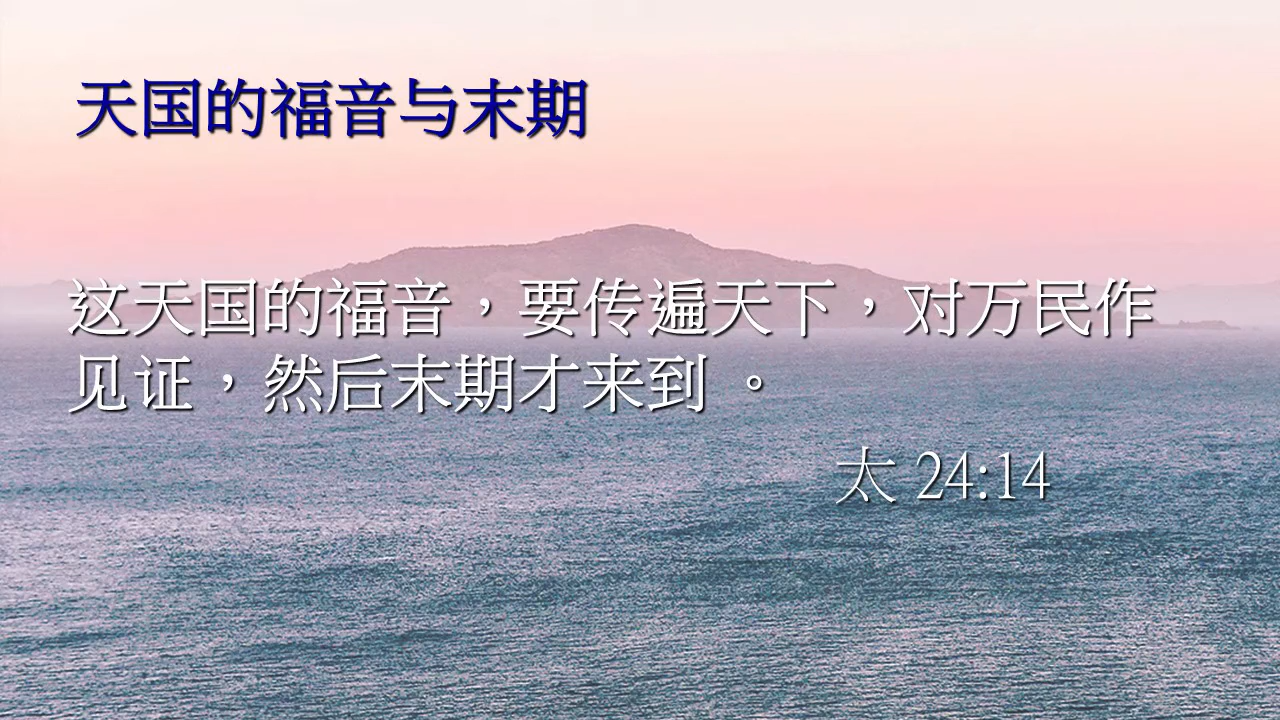 天国的福音与末期
这天国的福音，要传遍天下，对万民作
见证，然后末期才来到 。
太 24:14